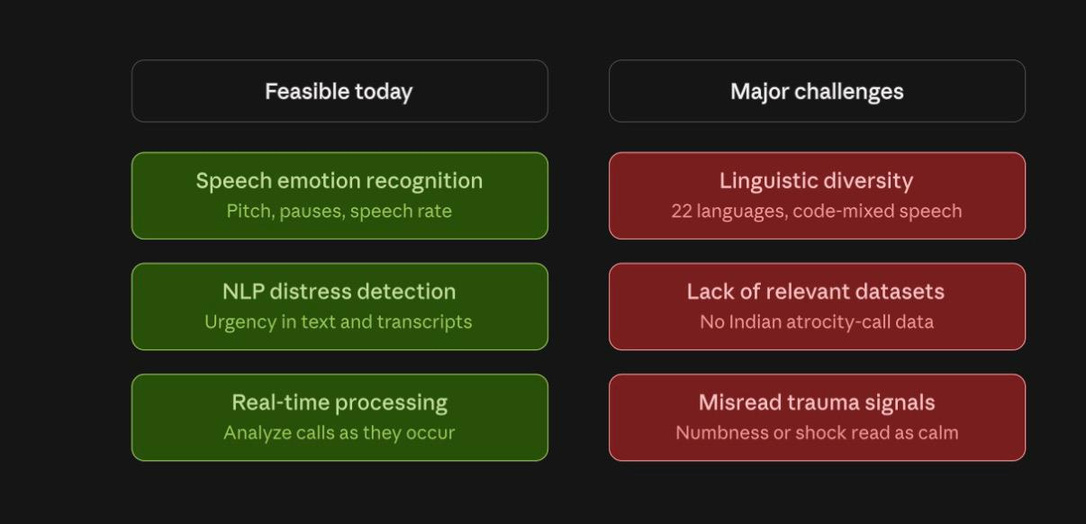 Feasible today
Major challenges
Speech emotion recognition
Pitch, pauses, speech rate
Linguistic diversity
22 languages, code-mixed speech
NLP distress detection
Urgency in text and transcripts
Lack of relevant datasets
No Indian atrocity-call data
Real-time processing
Analyze calls as they occur
Misread trauma signals
Numbness or shock read as calm